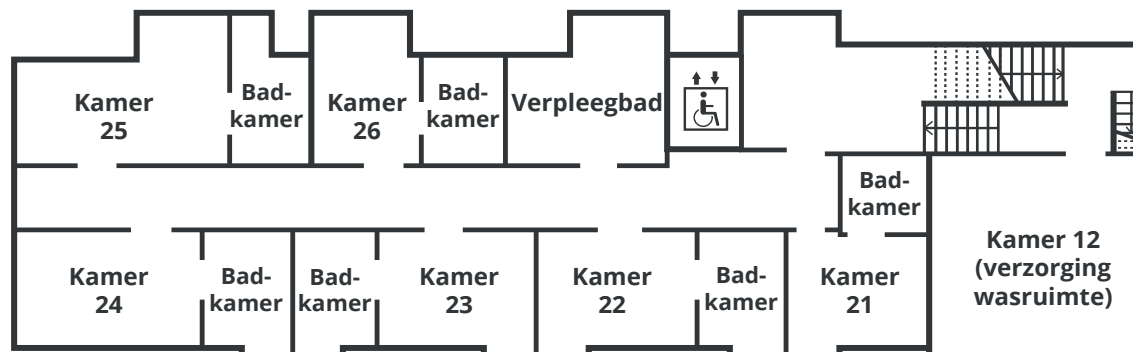 Kamer
25
Bad-
kamer
Kamer
26
Bad-
kamer
Verpleegbad
Bad-
kamer
Kamer
24
Bad-
kamer
Bad-
kamer
Kamer
23
Kamer
22
Bad-
kamer
Kamer
21
Kamer 12
(verzorging
wasruimte)